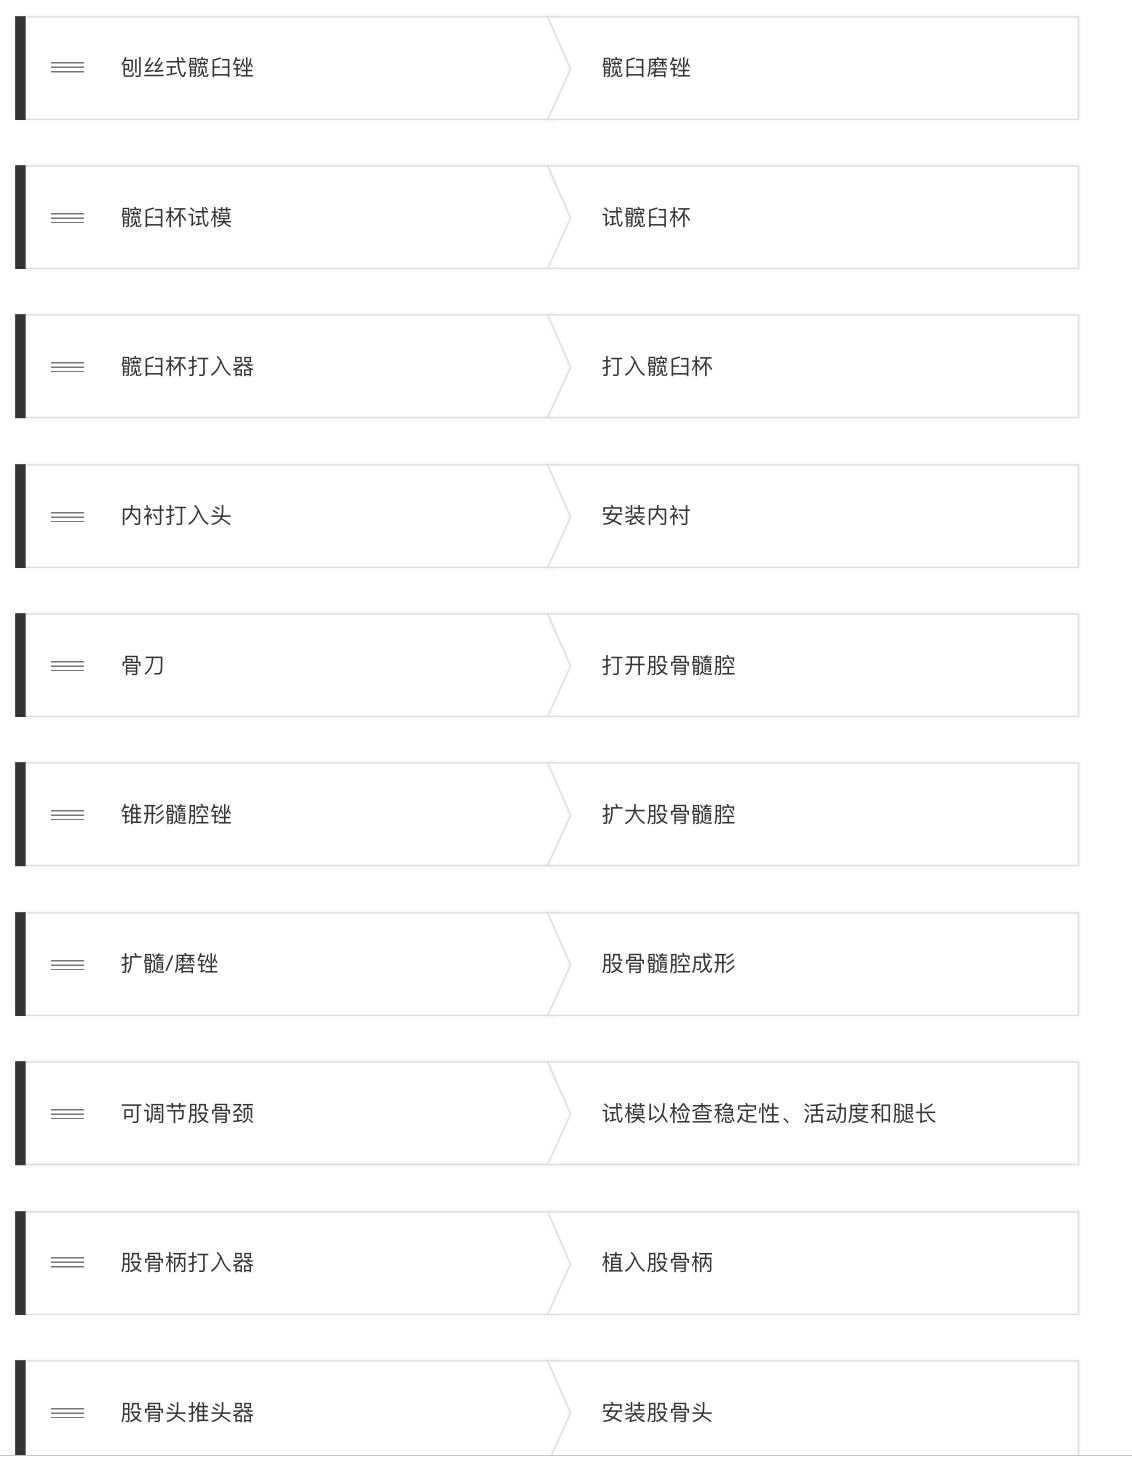 刨丝式髋臼锉
髋臼磨锉
髋臼杯试模
试髋臼杯
髋臼杯打入器
打入髋臼杯
内衬打入头
安装内衬
骨刀
打开股骨髓腔
锥形髓腔锉
扩大股骨髓腔
扩髓/磨锉
股骨髓腔成形
可调节股骨颈
试模以检查稳定性、活动度和腿长
股骨柄打入器
植入股骨柄
股骨头推头器
安装股骨头